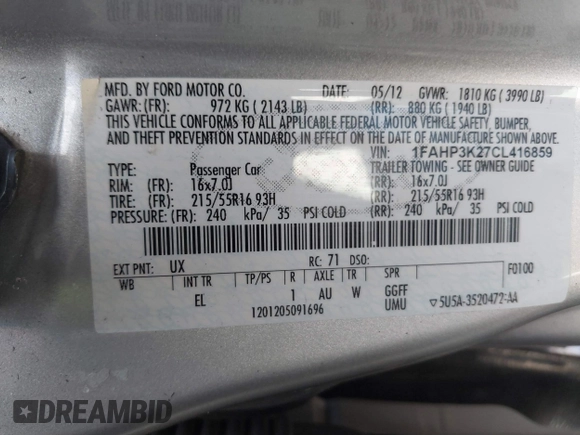 MFD. BY FORD MOTOR CO. DATE: 05/12 GVWR: 1810 KG ( 3990 LB)
GAWR: (FR): 972 KG ( 2143 LB) (RR): 880 KG ( 1940 LB)
THIS VEHICLE CONFORMS TO ALL APPLICABLE FEDERAL MOTOR VEHICLE SAFETY, BUMPER,
AND THEFT PREVENTION STANDARDS IN EFFECT ON THE DATE OF MANUFACTURE SHOWN ABOVE.
VIN: 1FAHP3K27CL416859
TYPE: Passenger Car TRAILER TOWING - SEE OWNER GUIDE
RIM: (FR): 16x7.0J (RR): 16x7.0J
TIRE: (FR): 215/55R16 93H (RR): 215/55R16 93H
PRESSURE: (FR): 240 kPa/ 35 PSI COLD (RR): 240 kPa/ 35 PSI COLD
EXT PNT: UX RC: 71 DSO: F0100
WB INT TR TP/PS R AXLE TR SPR
EL 1 AU W GGFF
1201205091696 UMU ▽5U5A-3520472-AA
DREAMBID